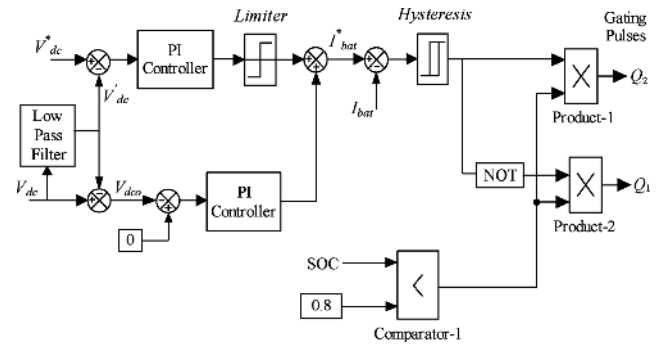 Limiter
Hysteresis
Gating
Pulses
V*dc
PI
Controller
I*bat
Q2
V'dc
Ibat
Product-1
Low
Pass
Filter
Vdc
Vdco
PI
Controller
NOT
Q1
0
Product-2
SOC
<
0.8
Comparator-1